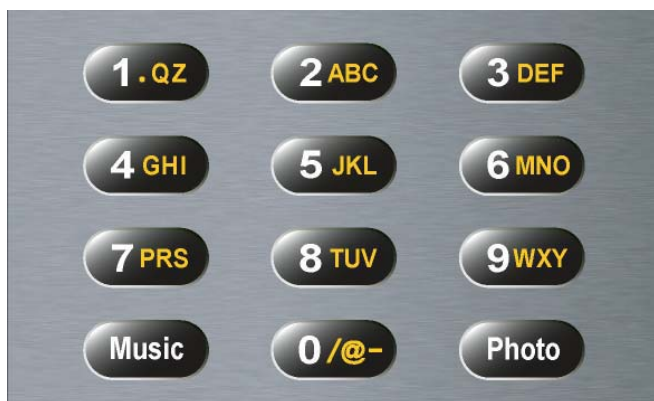 1.QZ 2 ABC 3 DEF
4 GHI 5 JKL 6 MNO
7 PRS 8 TUV 9 WXY
Music 0/@- Photo